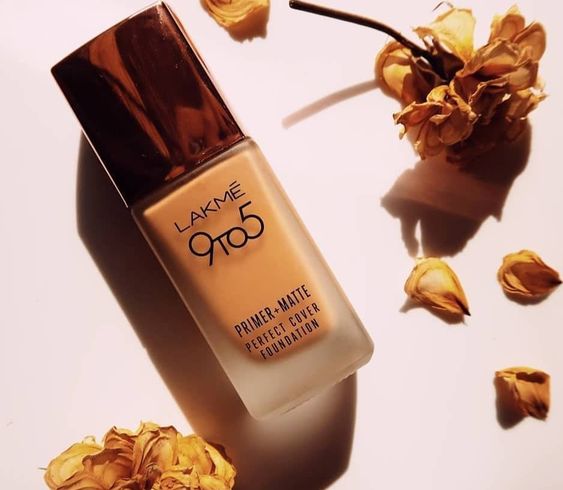 LAKMÉ
9TO5
PRIMER+MATTE
PERFECT COVER
FOUNDATION